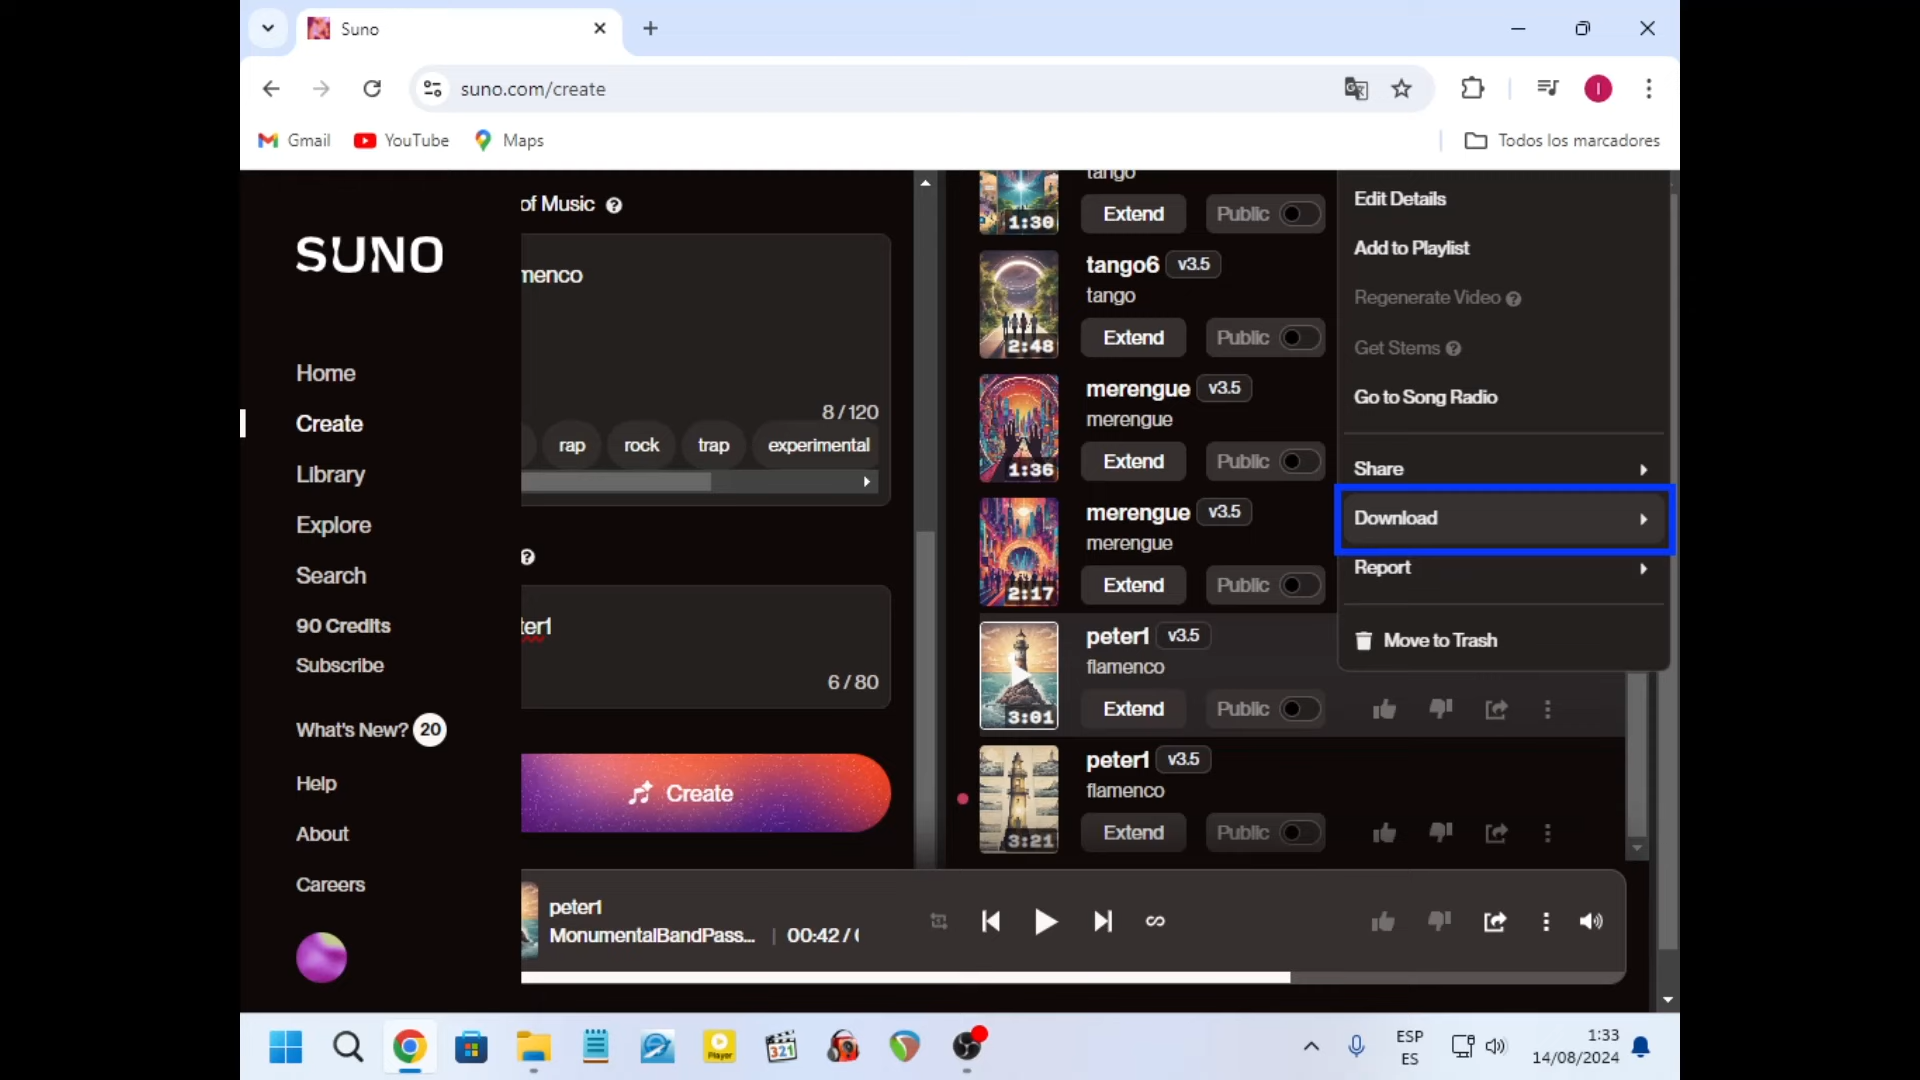 Suno
suno.com/create
Gmail
YouTube
Maps
Todos los marcadores
SUNO
Home
Create
Library
Explore
Search
90 Credits
Subscribe
What's New? 20
Help
About
Careers
of Music
menco
8 / 120
rap
rock
trap
experimental
ter1
6 / 80
Create
tango
1:30
Extend
Public
tango6 v3.5
tango
2:48
Extend
Public
merengue v3.5
merengue
1:36
Extend
Public
merengue v3.5
merengue
2:17
Extend
Public
peter1 v3.5
flamenco
3:01
Extend
Public
peter1 v3.5
flamenco
3:21
Extend
Public
Edit Details
Add to Playlist
Regenerate Video
Get Stems
Go to Song Radio
Share
Download
Report
Move to Trash
peter1
MonumentalBandPass... | 00:42 /
Player
321
ESP
ES
1:33
14/08/2024